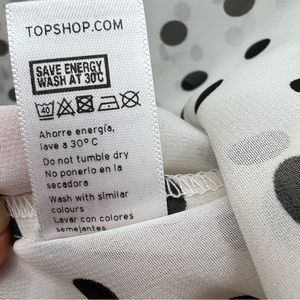 TOPSHOP.COM
SAVE ENERGY
WASH AT 30°C
40
Ahorre energía,
lave a 30º C
Do not tumble dry
No ponerlo en la
secadora
Wash with similar
colours
Lavar con colores
semejantes